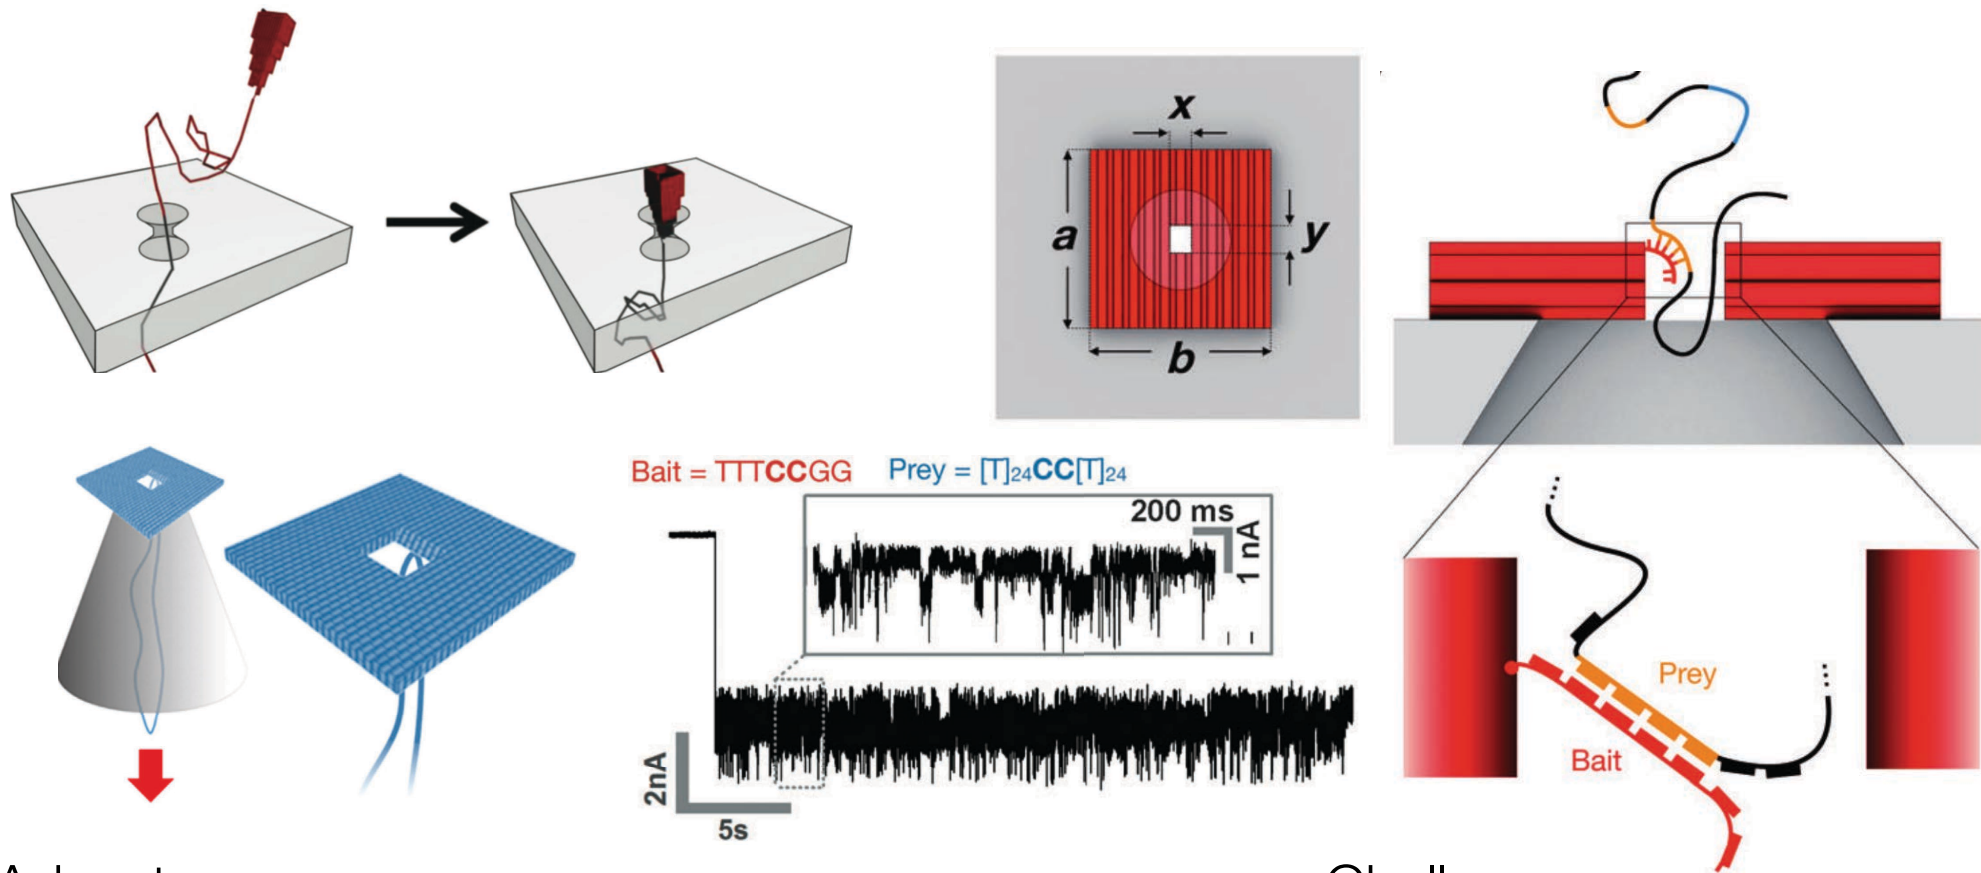 x
a
y
b
Bait = TTTCCGG Prey = [T]24CC[T]24
200 ms
1 nA
2nA
5s
Prey
Bait